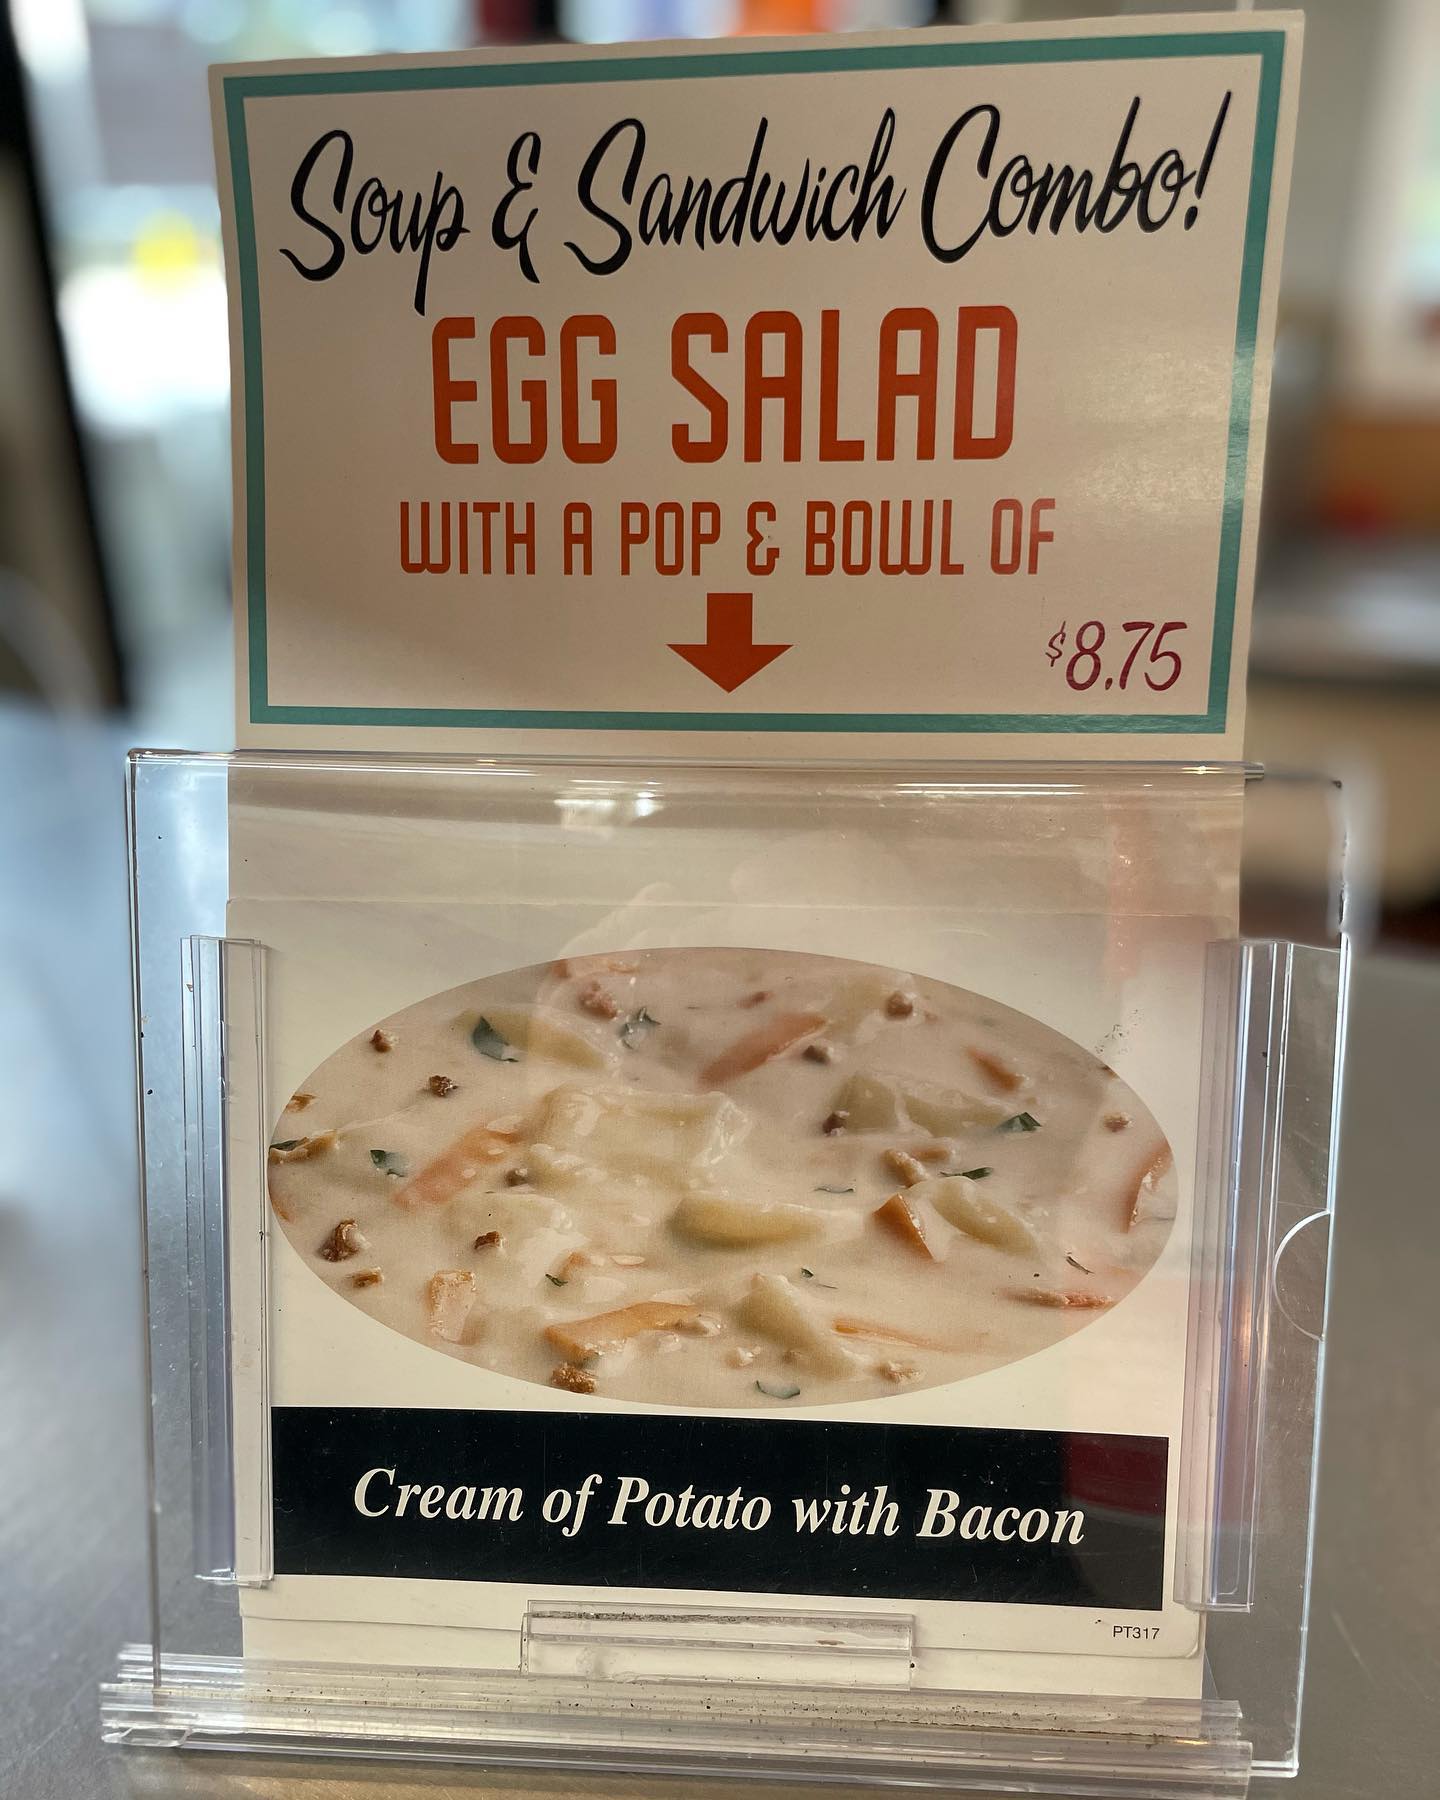 Soup & Sandwich Combo!
EGG SALAD
WITH A POP & BOWL OF
$8.75
Cream of Potato with Bacon
PT317